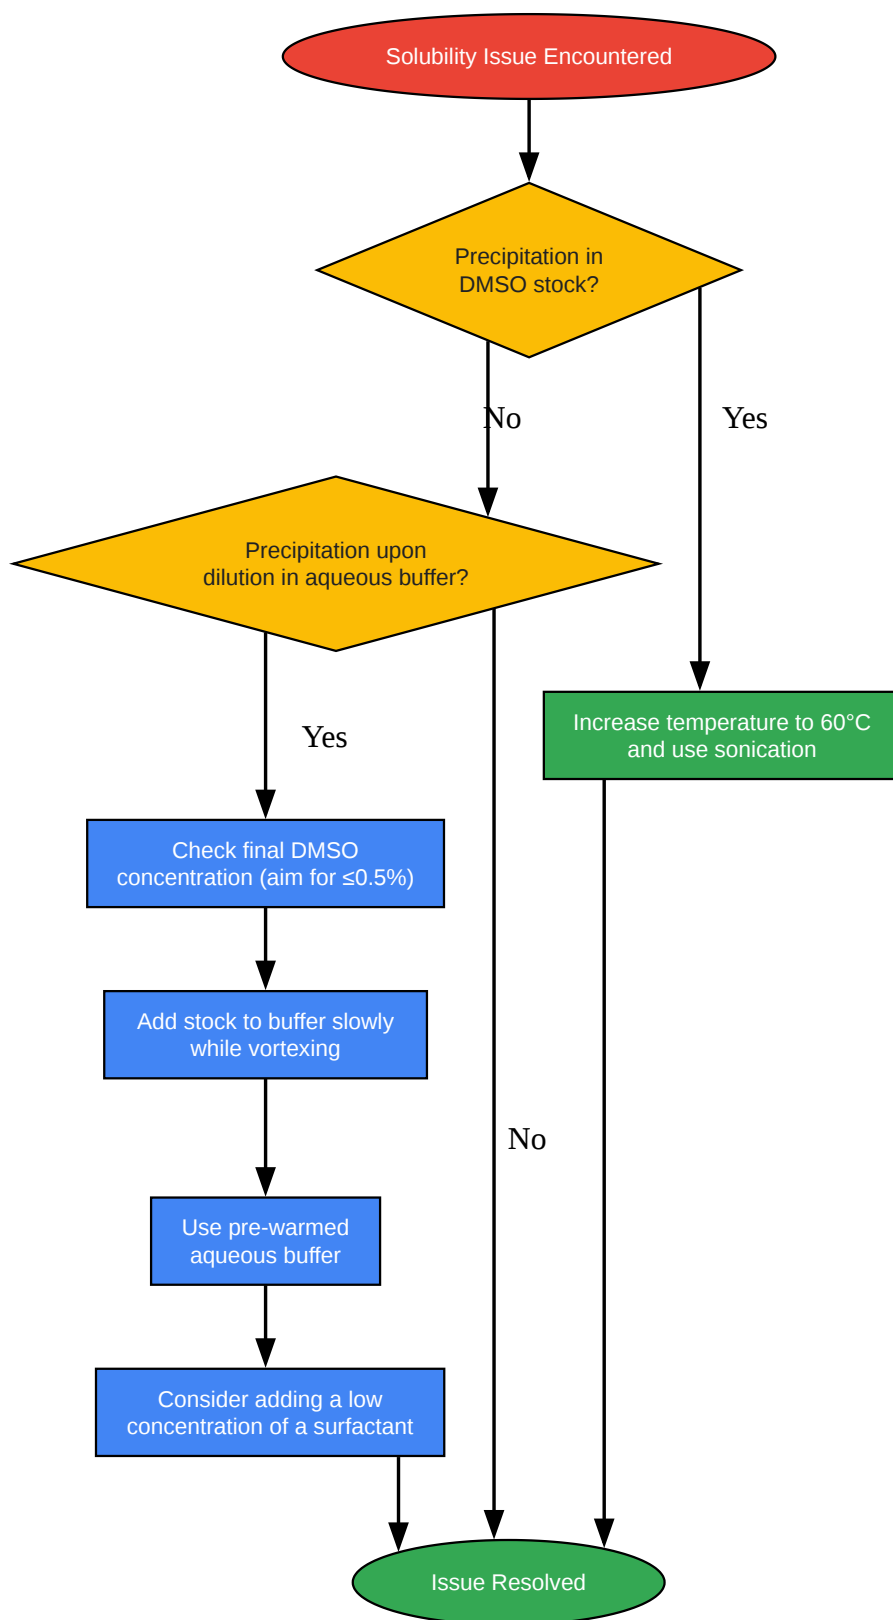 Solubility Issue Encountered
Precipitation in
DMSO stock?
No
Yes
Precipitation upon
dilution in aqueous buffer?
Increase temperature to 60°C
and use sonication
Yes
Check final DMSO
concentration (aim for ≤0.5%)
Add stock to buffer slowly
while vortexing
No
Use pre-warmed
aqueous buffer
Consider adding a low
concentration of a surfactant
Issue Resolved